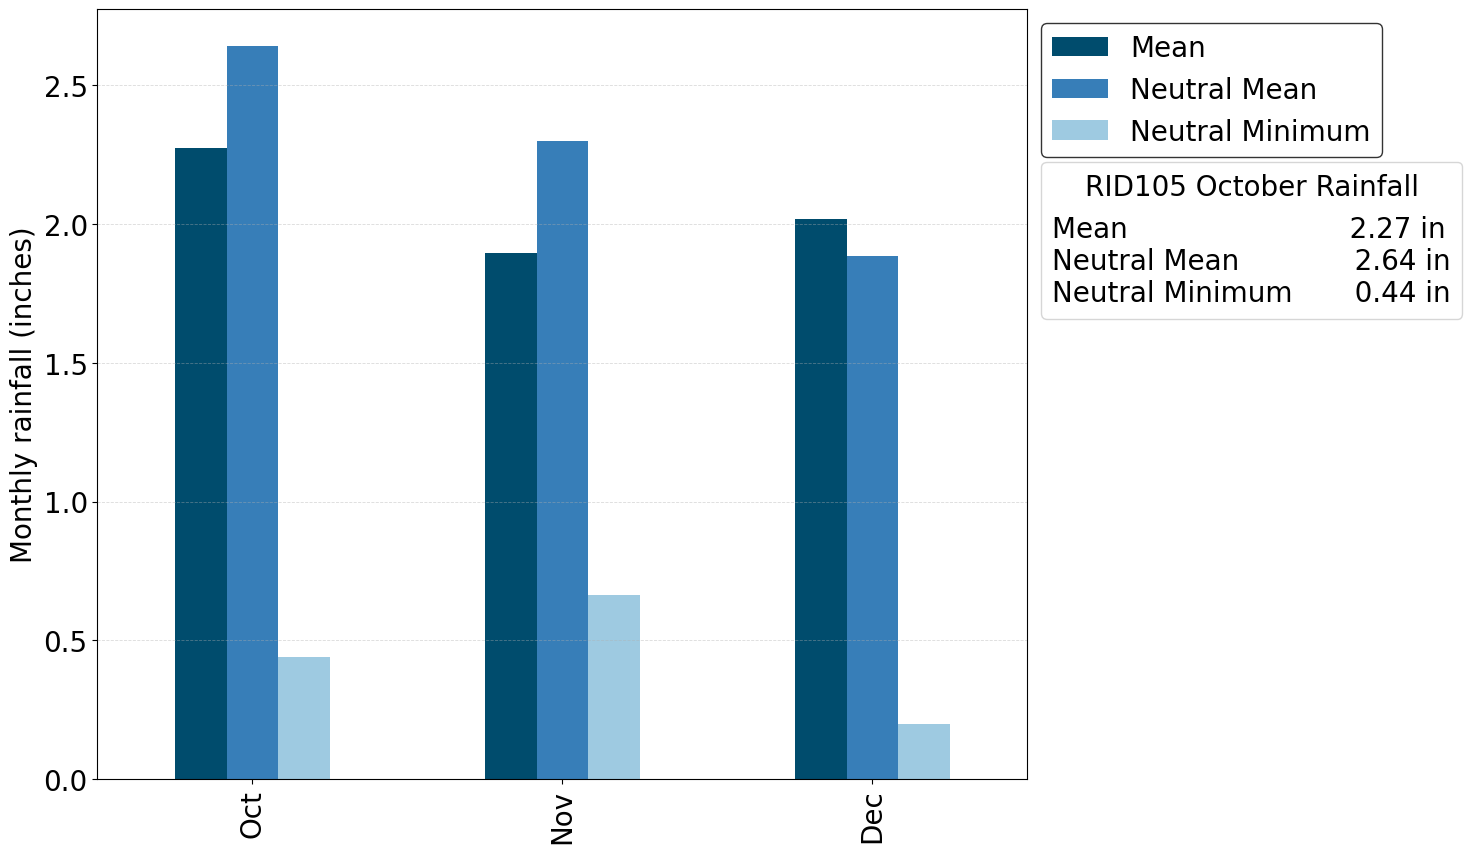 Monthly rainfall (inches)
2.5
2.0
1.5
1.0
0.5
0.0
Oct
Nov
Dec
Mean
Neutral Mean
Neutral Minimum
RID105 October Rainfall
Mean 2.27 in
Neutral Mean 2.64 in
Neutral Minimum 0.44 in